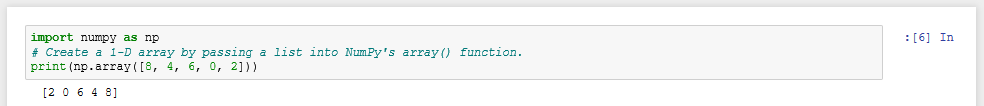 import numpy as np
# Create a 1-D array by passing a list into NumPy's array() function.
print(np.array([8, 4, 6, 0, 2]))
:[6] In
[2 0 6 4 8]